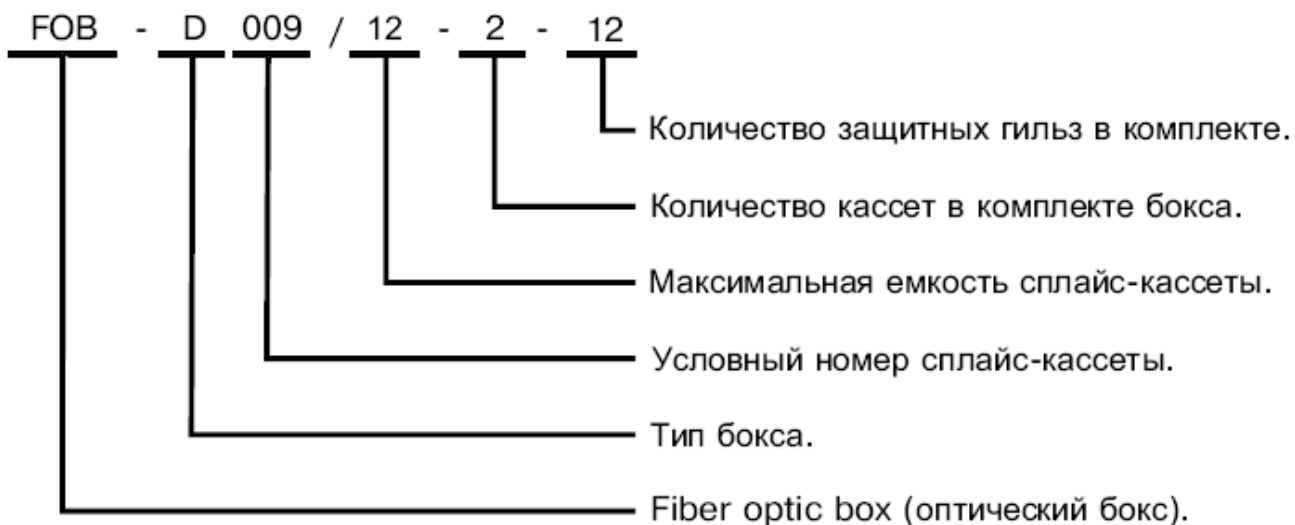 FOB - D 009 / 12 - 2 - 12
Количество защитных гильз в комплекте.
Количество кассет в комплекте бокса.
Максимальная емкость сплайс-кассеты.
Условный номер сплайс-кассеты.
Тип бокса.
Fiber optic box (оптический бокс).